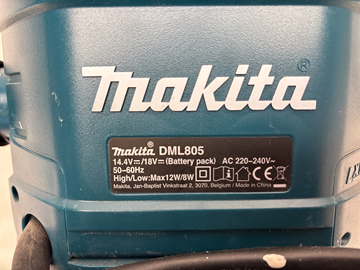 makita®
makita DML805
14.4V⎓/18V⎓(Battery pack) AC 220-240V~
50-60Hz
High/Low:Max12W/8W
Makita, Jan-Baptist Vinkstraat 2, 3070, Belgium / Made in China